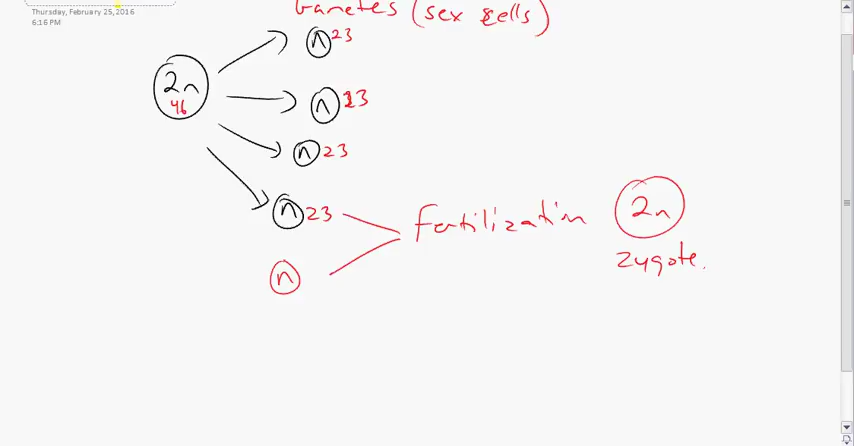 Thursday, February 25, 2016
6:16 PM
Gametes (sex cells)
2n
46
n 23
n 23
n 23
n 23
n
fertilization
2n
zygote.